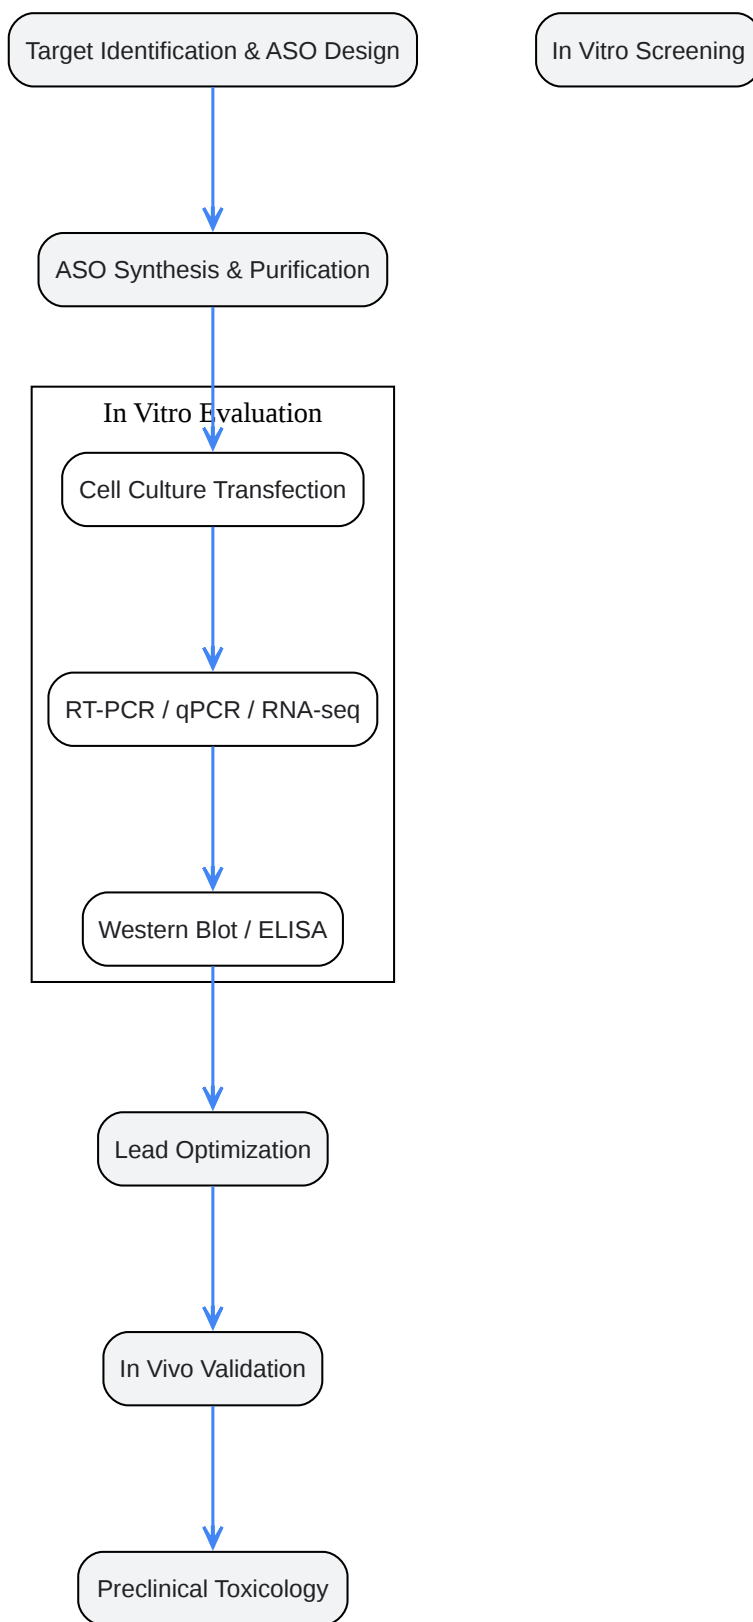 Target Identification & ASO Design
In Vitro Screening
ASO Synthesis & Purification
In Vitro Evaluation
Cell Culture Transfection
RT-PCR / qPCR / RNA-seq
Western Blot / ELISA
Lead Optimization
In Vivo Validation
Preclinical Toxicology